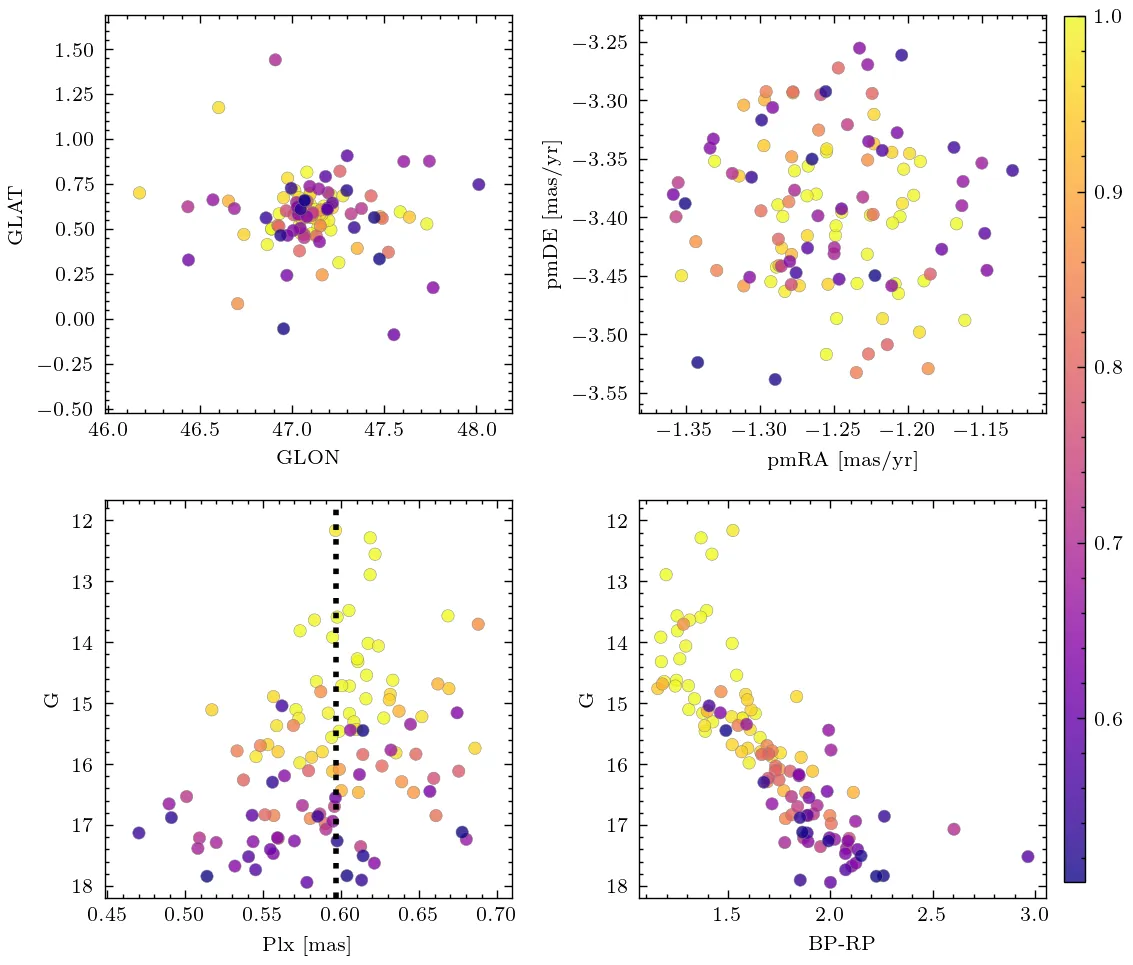 1.50
1.25
1.00
0.75
0.50
0.25
0.00
−0.25
−0.50
GLAT
46.0 46.5 47.0 47.5 48.0
GLON
−3.25
−3.30
−3.35
−3.40
−3.45
−3.50
−3.55
pmDE [mas/yr]
−1.35 −1.30 −1.25 −1.20 −1.15
pmRA [mas/yr]
1.0
0.9
0.8
0.7
0.6
12
13
14
15
16
17
18
G
0.45 0.50 0.55 0.60 0.65 0.70
Plx [mas]
12
13
14
15
16
17
18
G
1.5 2.0 2.5 3.0
BP-RP